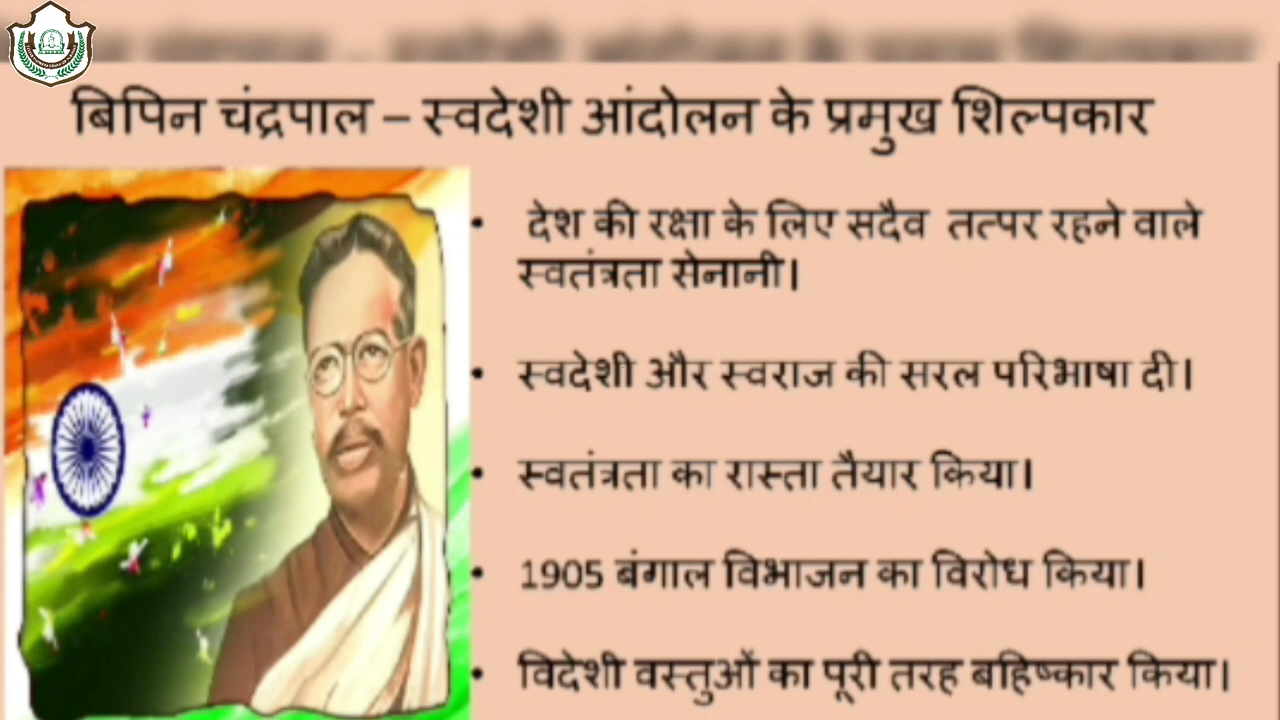 बिपिन चंद्रपाल – स्वदेशी आंदोलन के प्रमुख शिल्पकार
• देश की रक्षा के लिए सदैव तत्पर रहने वाले
स्वतंत्रता सेनानी।
• स्वदेशी और स्वराज की सरल परिभाषा दी।
• स्वतंत्रता का रास्ता तैयार किया।
• 1905 बंगाल विभाजन का विरोध किया।
• विदेशी वस्तुओं का पूरी तरह बहिष्कार किया।